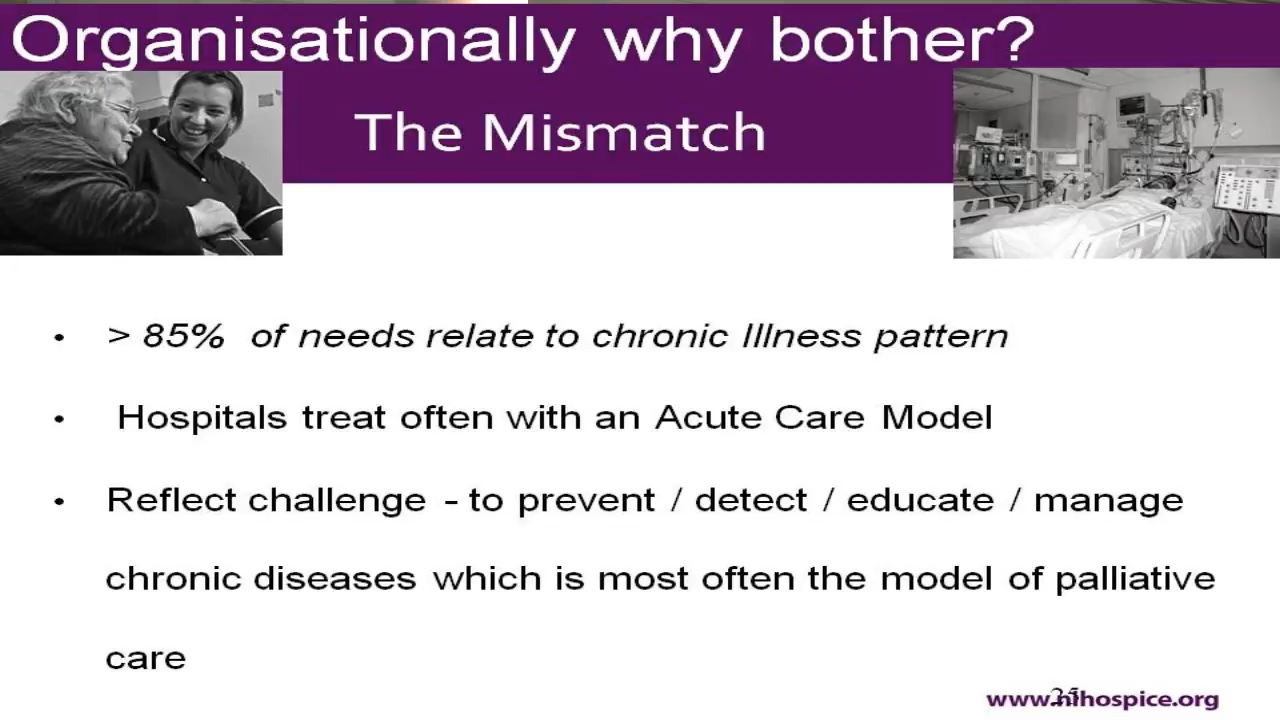 Organisationally why bother?
The Mismatch
• > 85% of needs relate to chronic Illness pattern
• Hospitals treat often with an Acute Care Model
• Reflect challenge - to prevent / detect / educate / manage
chronic diseases which is most often the model of palliative
care
www.nihospice.org
25